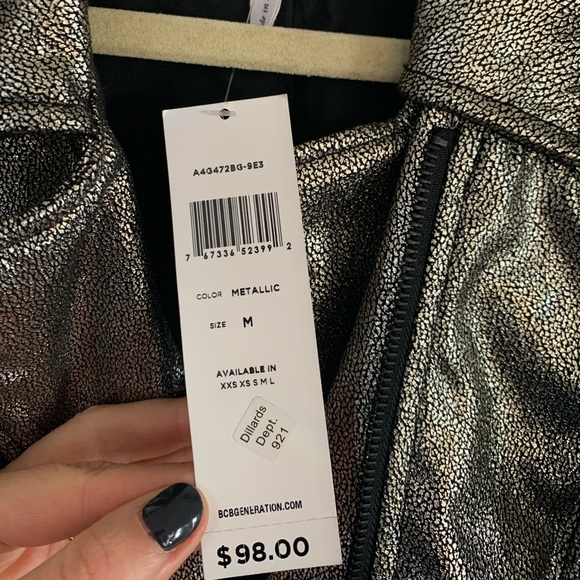 A4G472BG-9E3
7 67336 52399 2
COLOR METALLIC
SIZE M
AVAILABLE IN
XXS XS S M L
Dillards
Dept.
921
BCBGENERATION.COM
$98.00